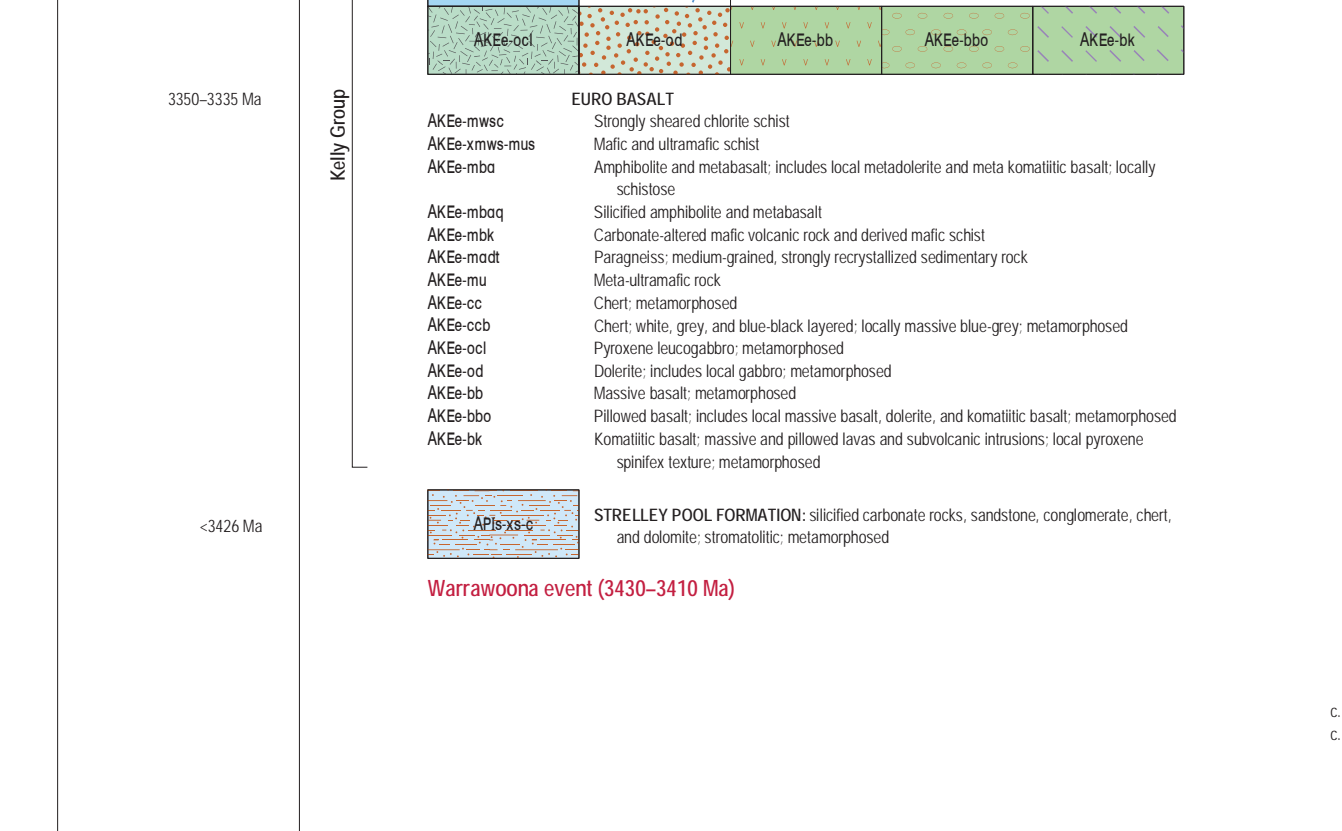 AKEe-ocl AKEe-od AKEe-bb AKEe-bbo AKEe-bk
3350–3335 Ma
Kelly Group
EURO BASALT
AKEe-mwsc Strongly sheared chlorite schist
AKEe-xmws-mus Mafic and ultramafic schist
AKEe-mba Amphibolite and metabasalt; includes local metadolerite and meta komatiitic basalt; locally
schistose
AKEe-mbaq Silicified amphibolite and metabasalt
AKEe-mbk Carbonate-altered mafic volcanic rock and derived mafic schist
AKEe-madt Paragneiss; medium-grained, strongly recrystallized sedimentary rock
AKEe-mu Meta-ultramafic rock
AKEe-cc Chert; metamorphosed
AKEe-ccb Chert; white, grey, and blue-black layered; locally massive blue-grey; metamorphosed
AKEe-ocl Pyroxene leucogabbro; metamorphosed
AKEe-od Dolerite; includes local gabbro; metamorphosed
AKEe-bb Massive basalt; metamorphosed
AKEe-bbo Pillowed basalt; includes local massive basalt, dolerite, and komatiitic basalt; metamorphosed
AKEe-bk Komatiitic basalt; massive and pillowed lavas and subvolcanic intrusions; local pyroxene
spinifex texture; metamorphosed
<3426 Ma
APIs-xs-c
STRELLEY POOL FORMATION: silicified carbonate rocks, sandstone, conglomerate, chert,
and dolomite; stromatolitic; metamorphosed
Warrawoona event (3430–3410 Ma)
c.
c.